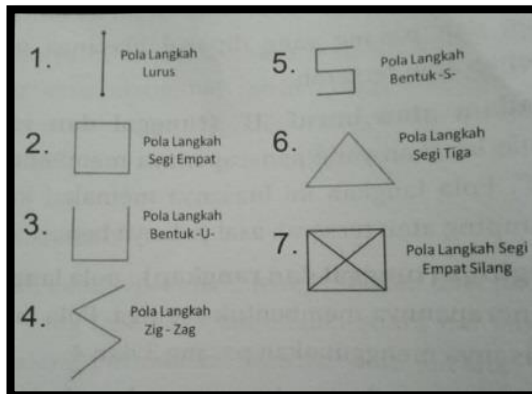 1. Pola Langkah
Lurus
2. Pola Langkah
Segi Empat
3. Pola Langkah
Bentuk -U-
4. Pola Langkah
Zig - Zag
5. Pola Langkah
Bentuk -S-
6. Pola Langkah
Segi Tiga
7. Pola Langkah Segi
Empat Silang